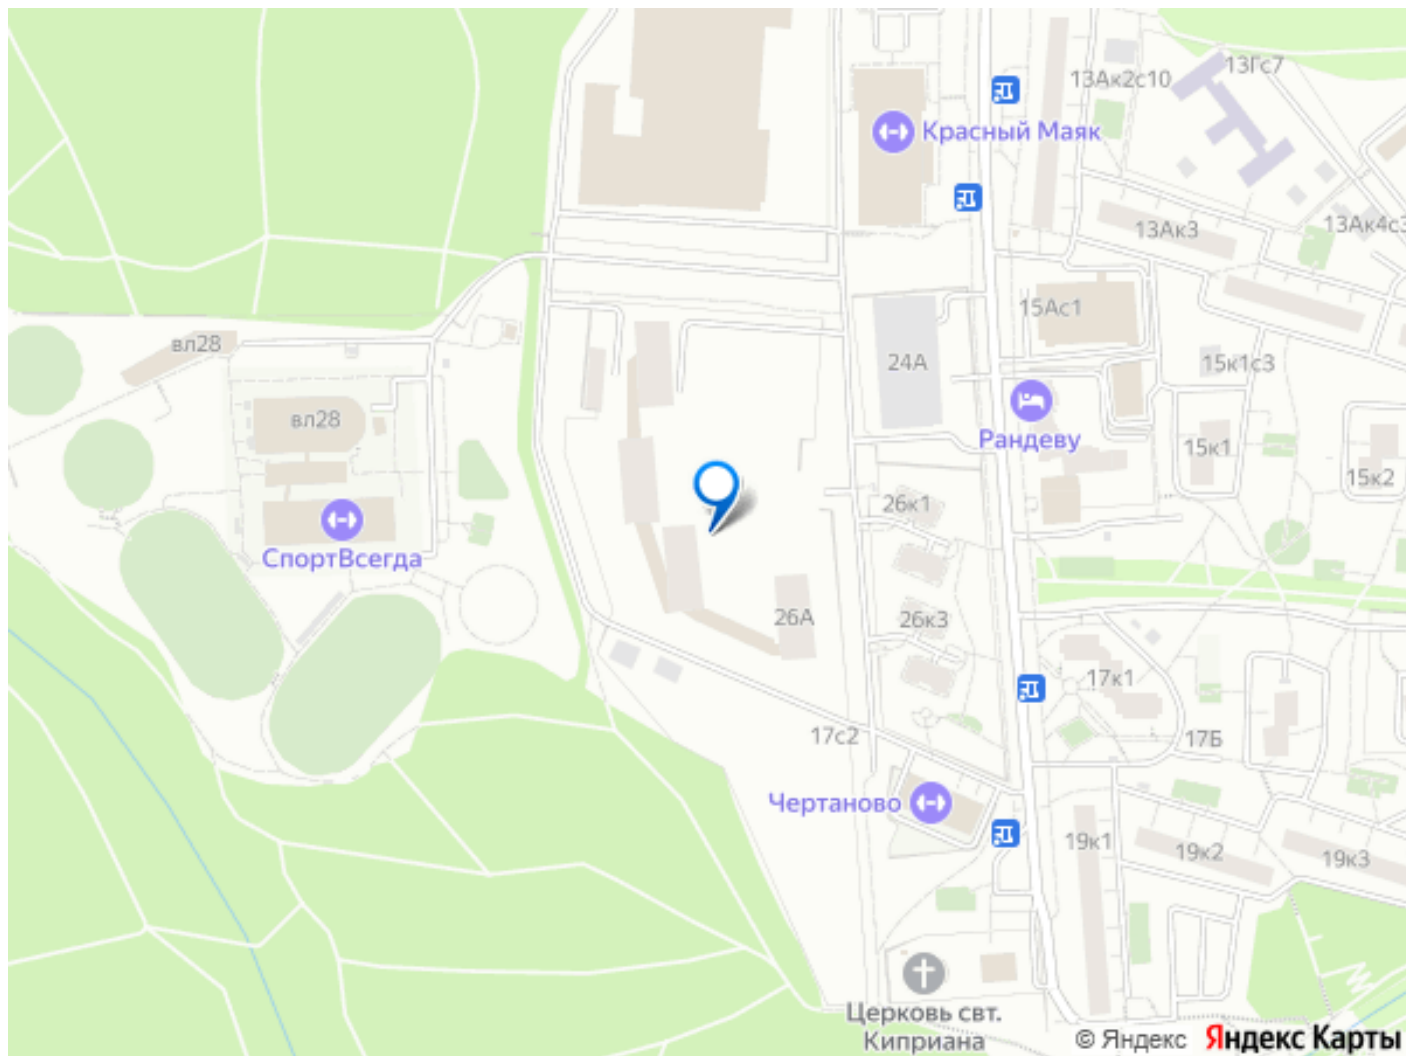 13Гс7
13Ак2с10
Красный Маяк
13Ак3
13Ак4с3
15Ас1
вл28
24А
15к1с3
вл28
Рандеву
15к1
15к2
26к1
СпортВсегда
26А
26к3
17к1
17с2
17Б
Чертаново
19к1
19к2
19к3
Церковь свт.
Киприана
© Яндекс Яндекс Карты